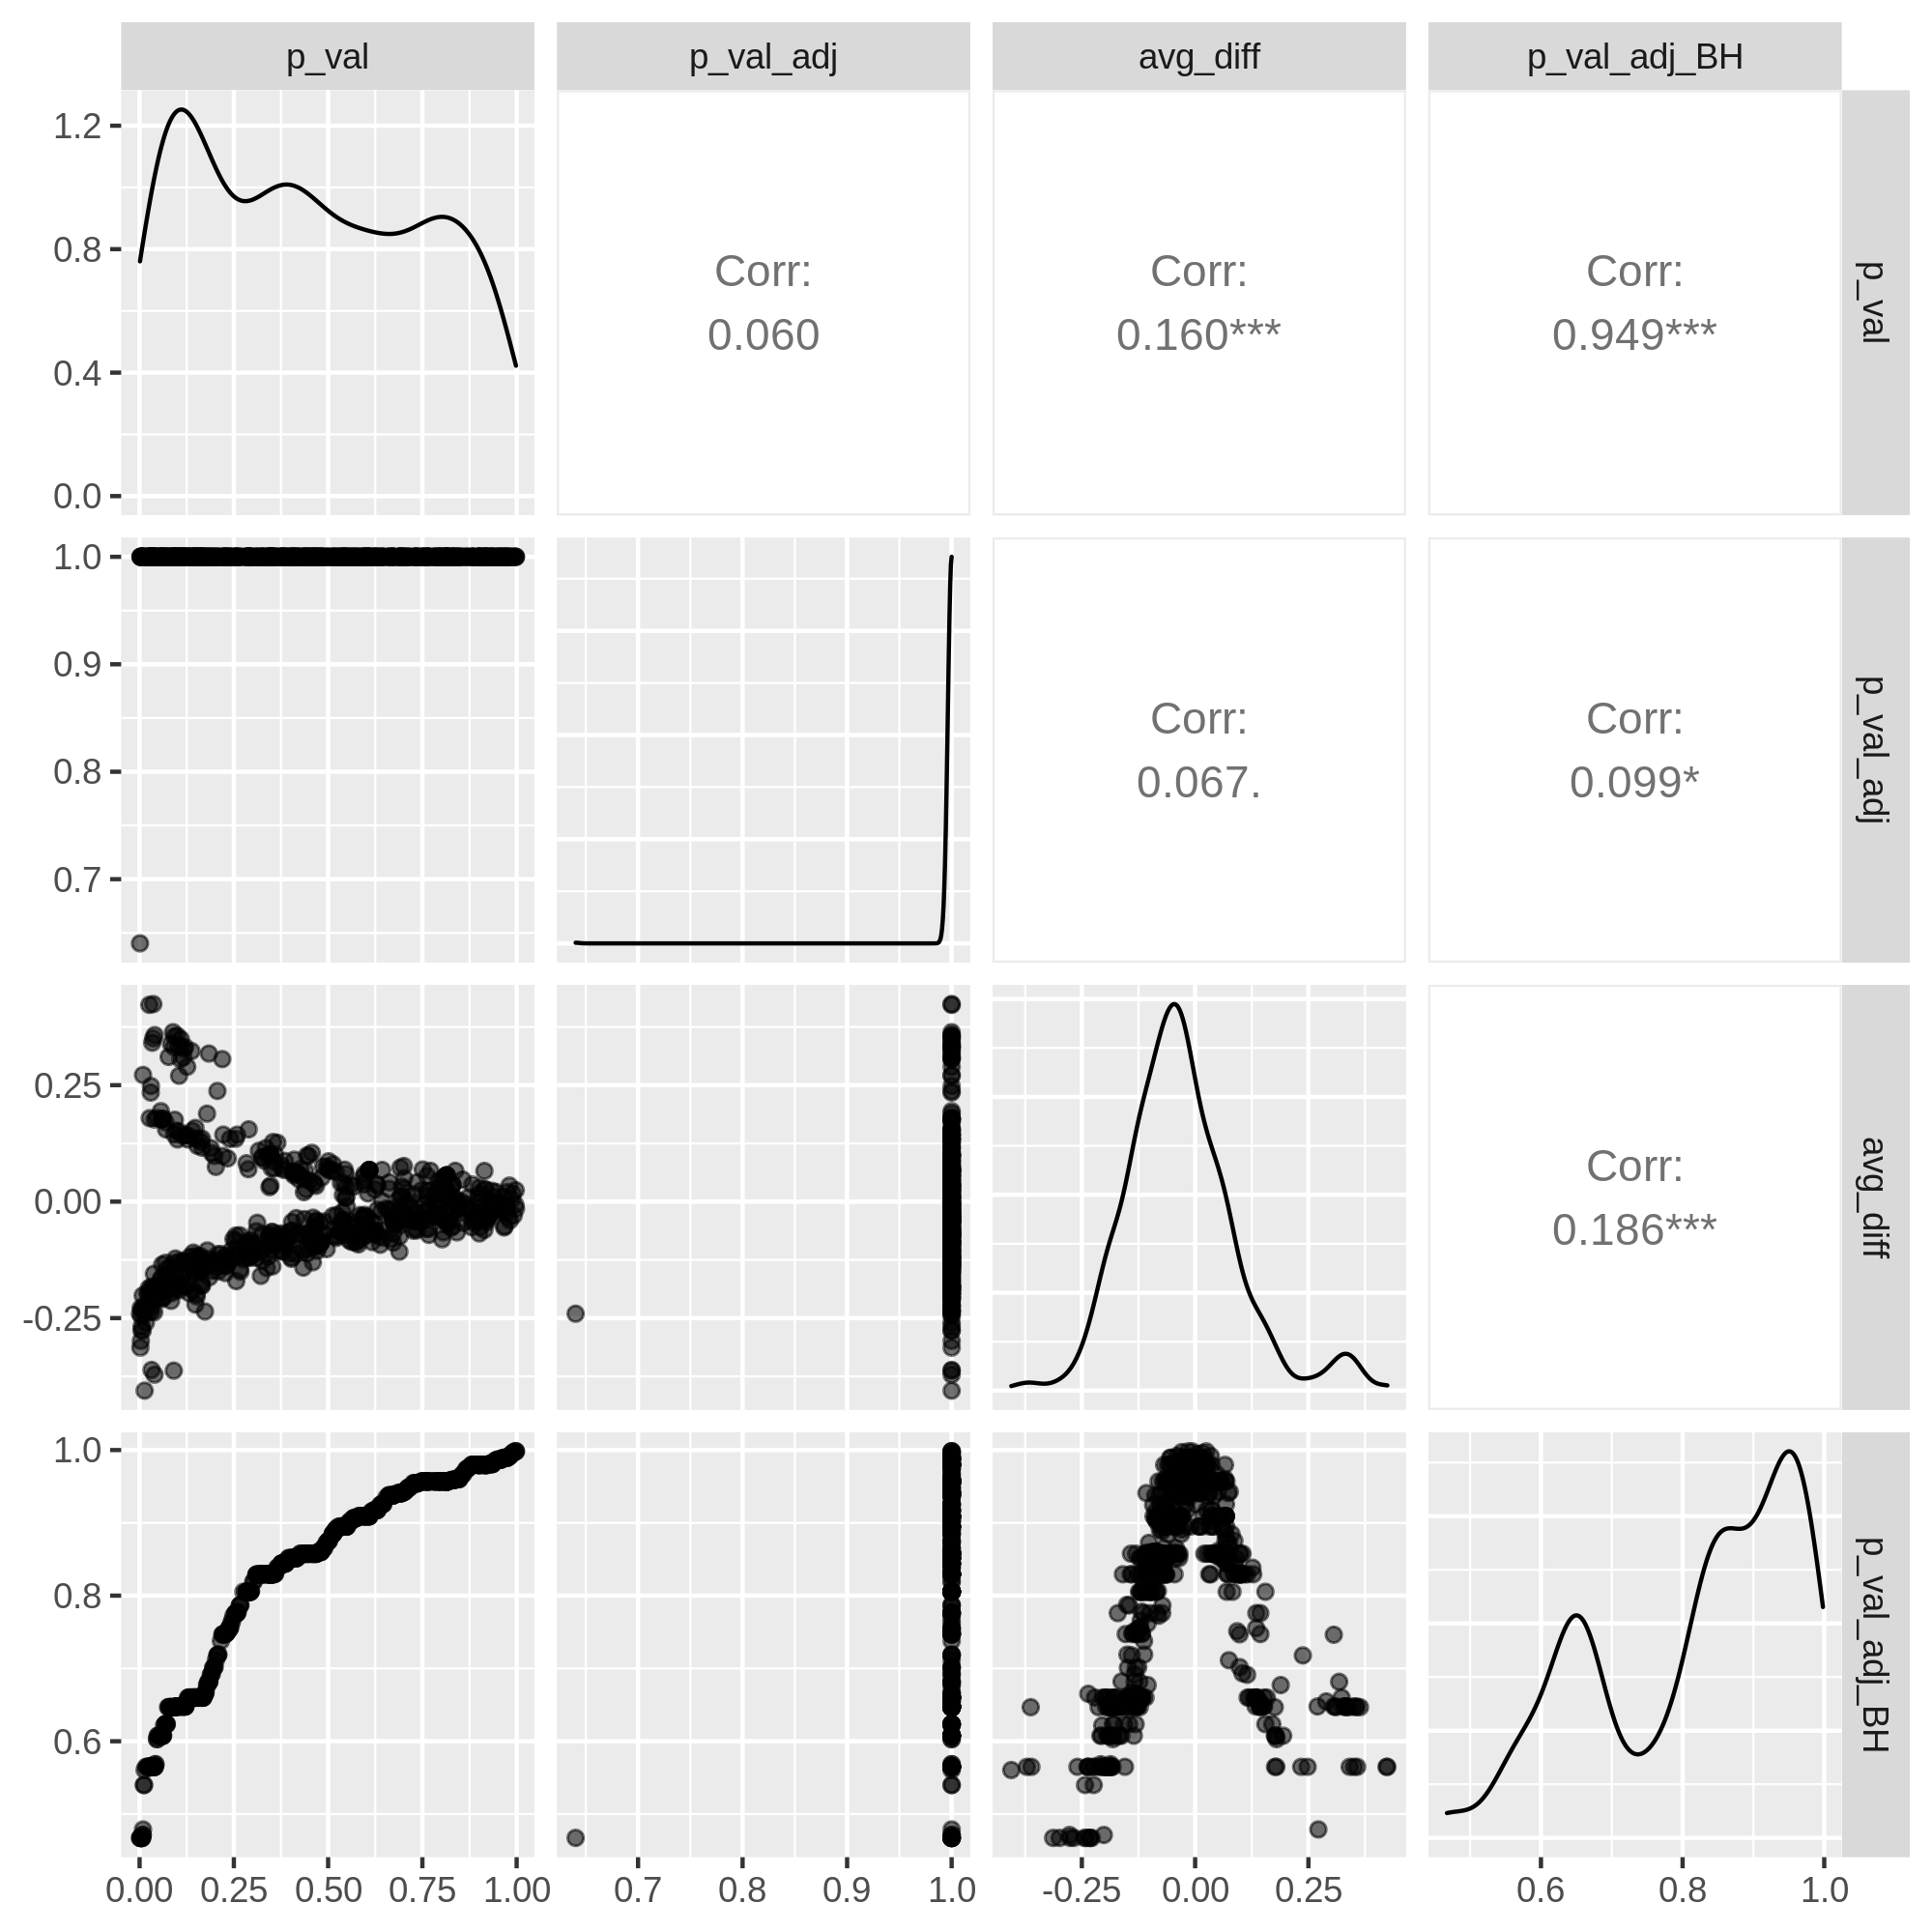 p_val
p_val_adj
avg_diff
p_val_adj_BH
1.2
0.8
0.4
0.0
Corr:
0.060
Corr:
0.160***
Corr:
0.949***
p_val
1.0
0.9
0.8
0.7
Corr:
0.067.
Corr:
0.099*
p_val_adj
0.25
0.00
-0.25
Corr:
0.186***
avg_diff
1.0
0.8
0.6
p_val_adj_BH
0.00 0.25 0.50 0.75 1.00
0.7 0.8 0.9 1.0
-0.25 0.00 0.25
0.6 0.8 1.0